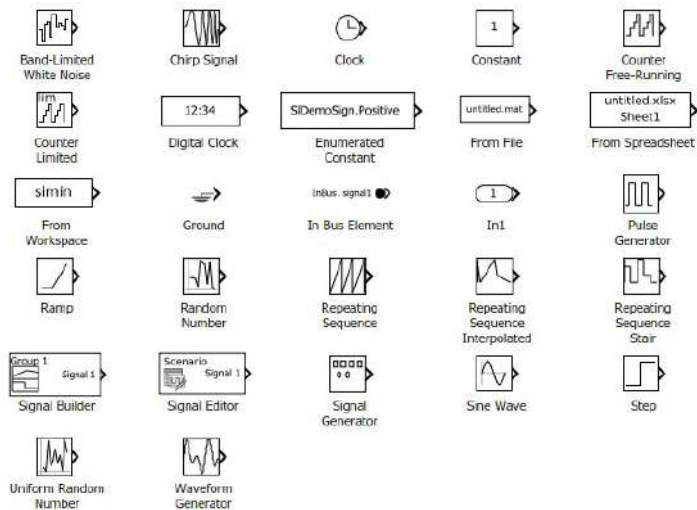 1
Band-Limited
White Noise
Chirp Signal
Clock
Constant
Counter
Free-Running
lim
12:34
SlDemoSign.Positive
untitled.mat
untitled.xlsx
Sheet1
Counter
Limited
Digital Clock
Enumerated
Constant
From File
From Spreadsheet
simin
InBus.signal1
1
From
Workspace
Ground
In Bus Element
In1
Pulse
Generator
Ramp
Random
Number
Repeating
Sequence
Repeating
Sequence
Interpolated
Repeating
Sequence
Stair
Group 1
Signal 1
Scenario
Signal 1
Signal Builder
Signal Editor
Signal
Generator
Sine Wave
Step
Uniform Random
Number
Waveform
Generator